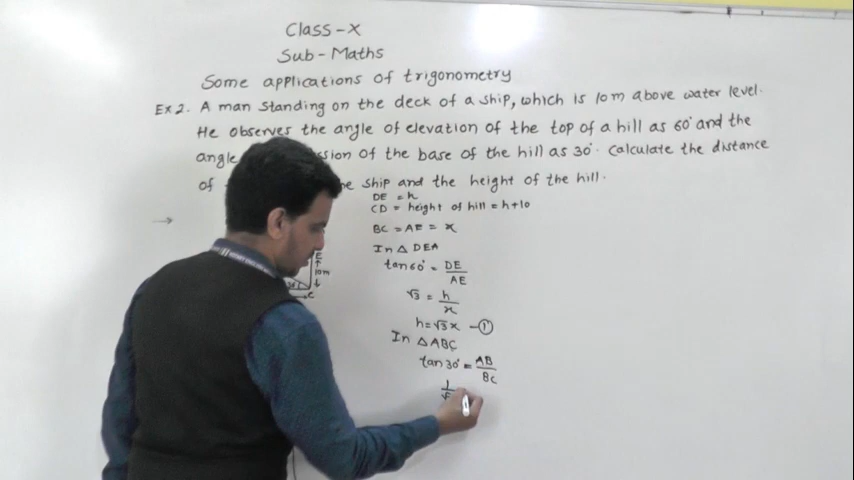 Class-X
Sub-Maths
Some applications of trigonometry
Ex 2. A man standing on the deck of a ship, which is 10m above water level.
He observes the angle of elevation of the top of a hill as 60° and the
angle ssion of the base of the hill as 30°. Calculate the distance
of the ship and the height of the hill.
DE = h
CD = height of hill = h+10
BC = AE = x
In △ DEA
tan60° = DE/AE
√3 = h/x
h = √3x —①
In △ABC
tan30° = AB/BC
E
10m
C